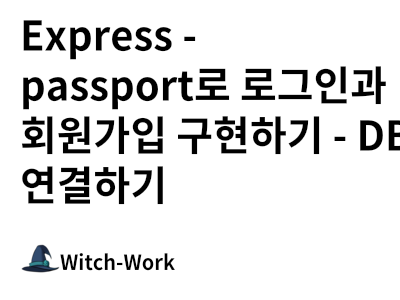 Express -
passport로 로그인과
회원가입 구현하기 - DB
연결하기
Witch-Work